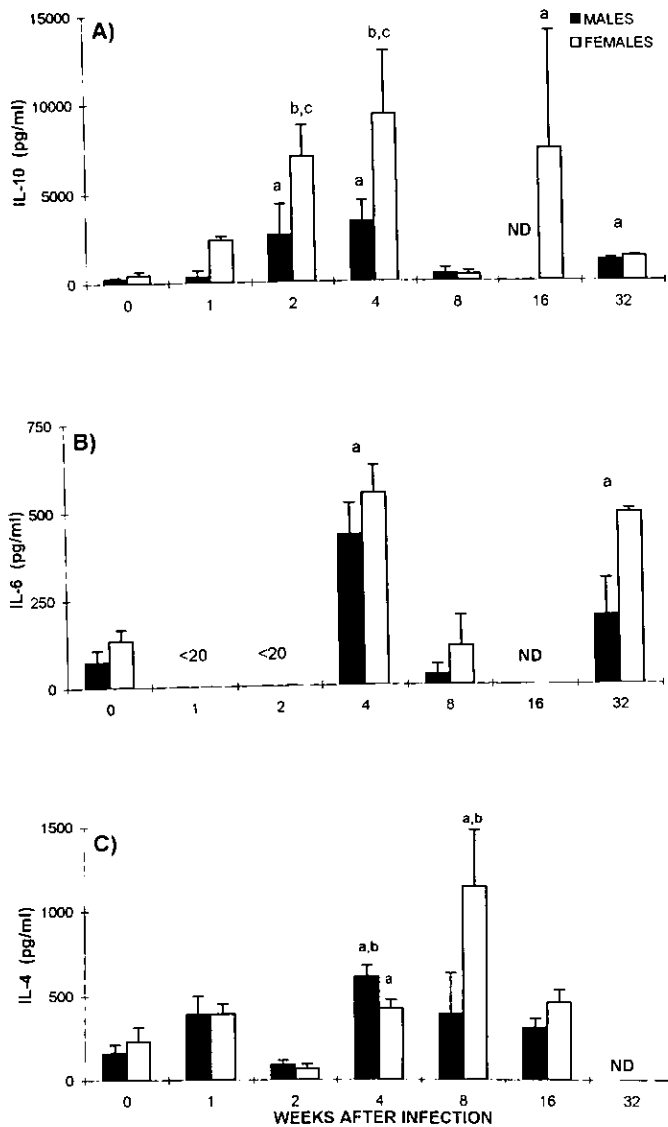 A)
MALES
FEMALES
IL-10 (pg/ml)
15000
10000
5000
0
a
b,c
a
b,c
ND
a
a
0 1 2 4 8 16 32
B)
IL-6 (pg/ml)
750
500
250
0
<20
<20
a
ND
a
0 1 2 4 8 16 32
C)
IL-4 (pg/ml)
1500
1000
500
0
a,b
a
a,b
ND
0 1 2 4 8 16 32
WEEKS AFTER INFECTION